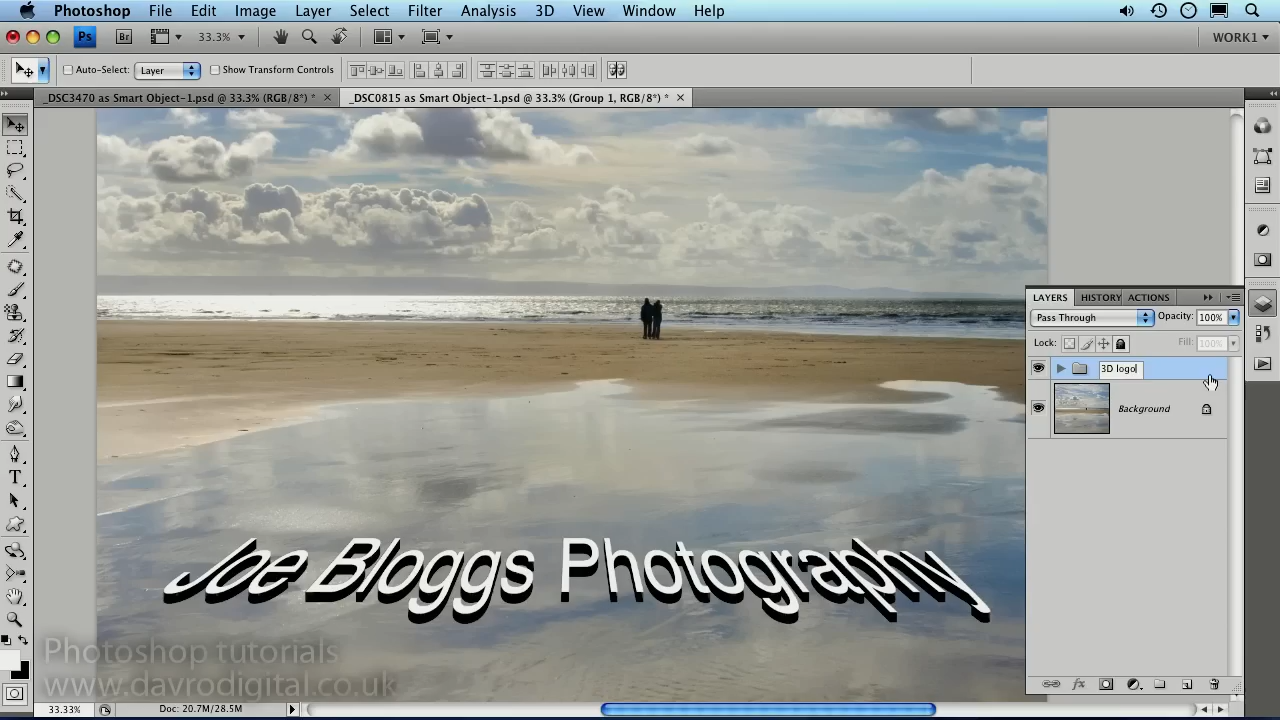 Photoshop File Edit Image Layer Select Filter Analysis 3D View Window Help
Ps Br 33.3% WORK1
Auto-Select: Layer Show Transform Controls
_DSC3470 as Smart Object-1.psd @ 33.3% (RGB/8*) * _DSC0815 as Smart Object-1.psd @ 33.3% (Group 1, RGB/8*) *
LAYERS HISTORY ACTIONS
Pass Through Opacity: 100%
Lock: Fill: 100%
3D logo
Background
Joe Bloggs Photography
Photoshop tutorials
www.davrodigital.co.uk
33.33% Doc: 20.7M/28.5M